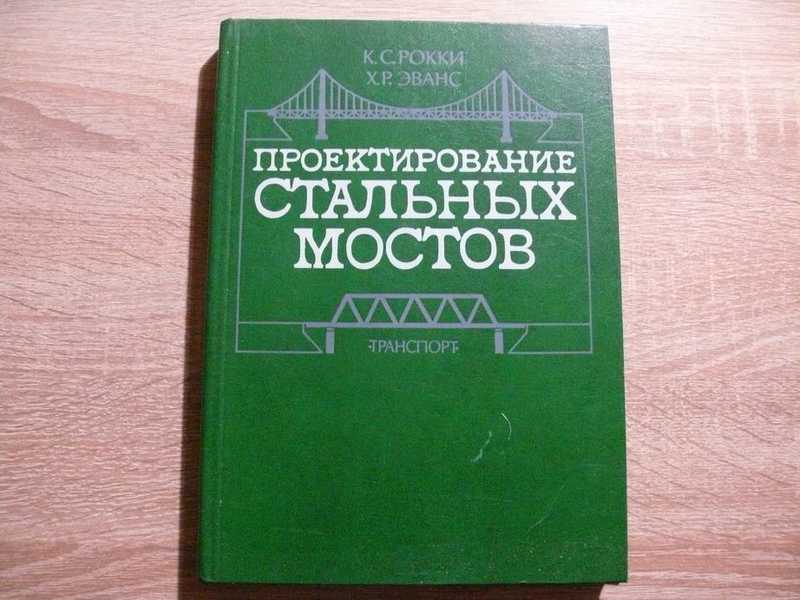 К. С. РОККИ
Х. Р. ЭВАНС
ПРОЕКТИРОВАНИЕ
СТАЛЬНЫХ
МОСТОВ
·ТРАНСПОРТ·